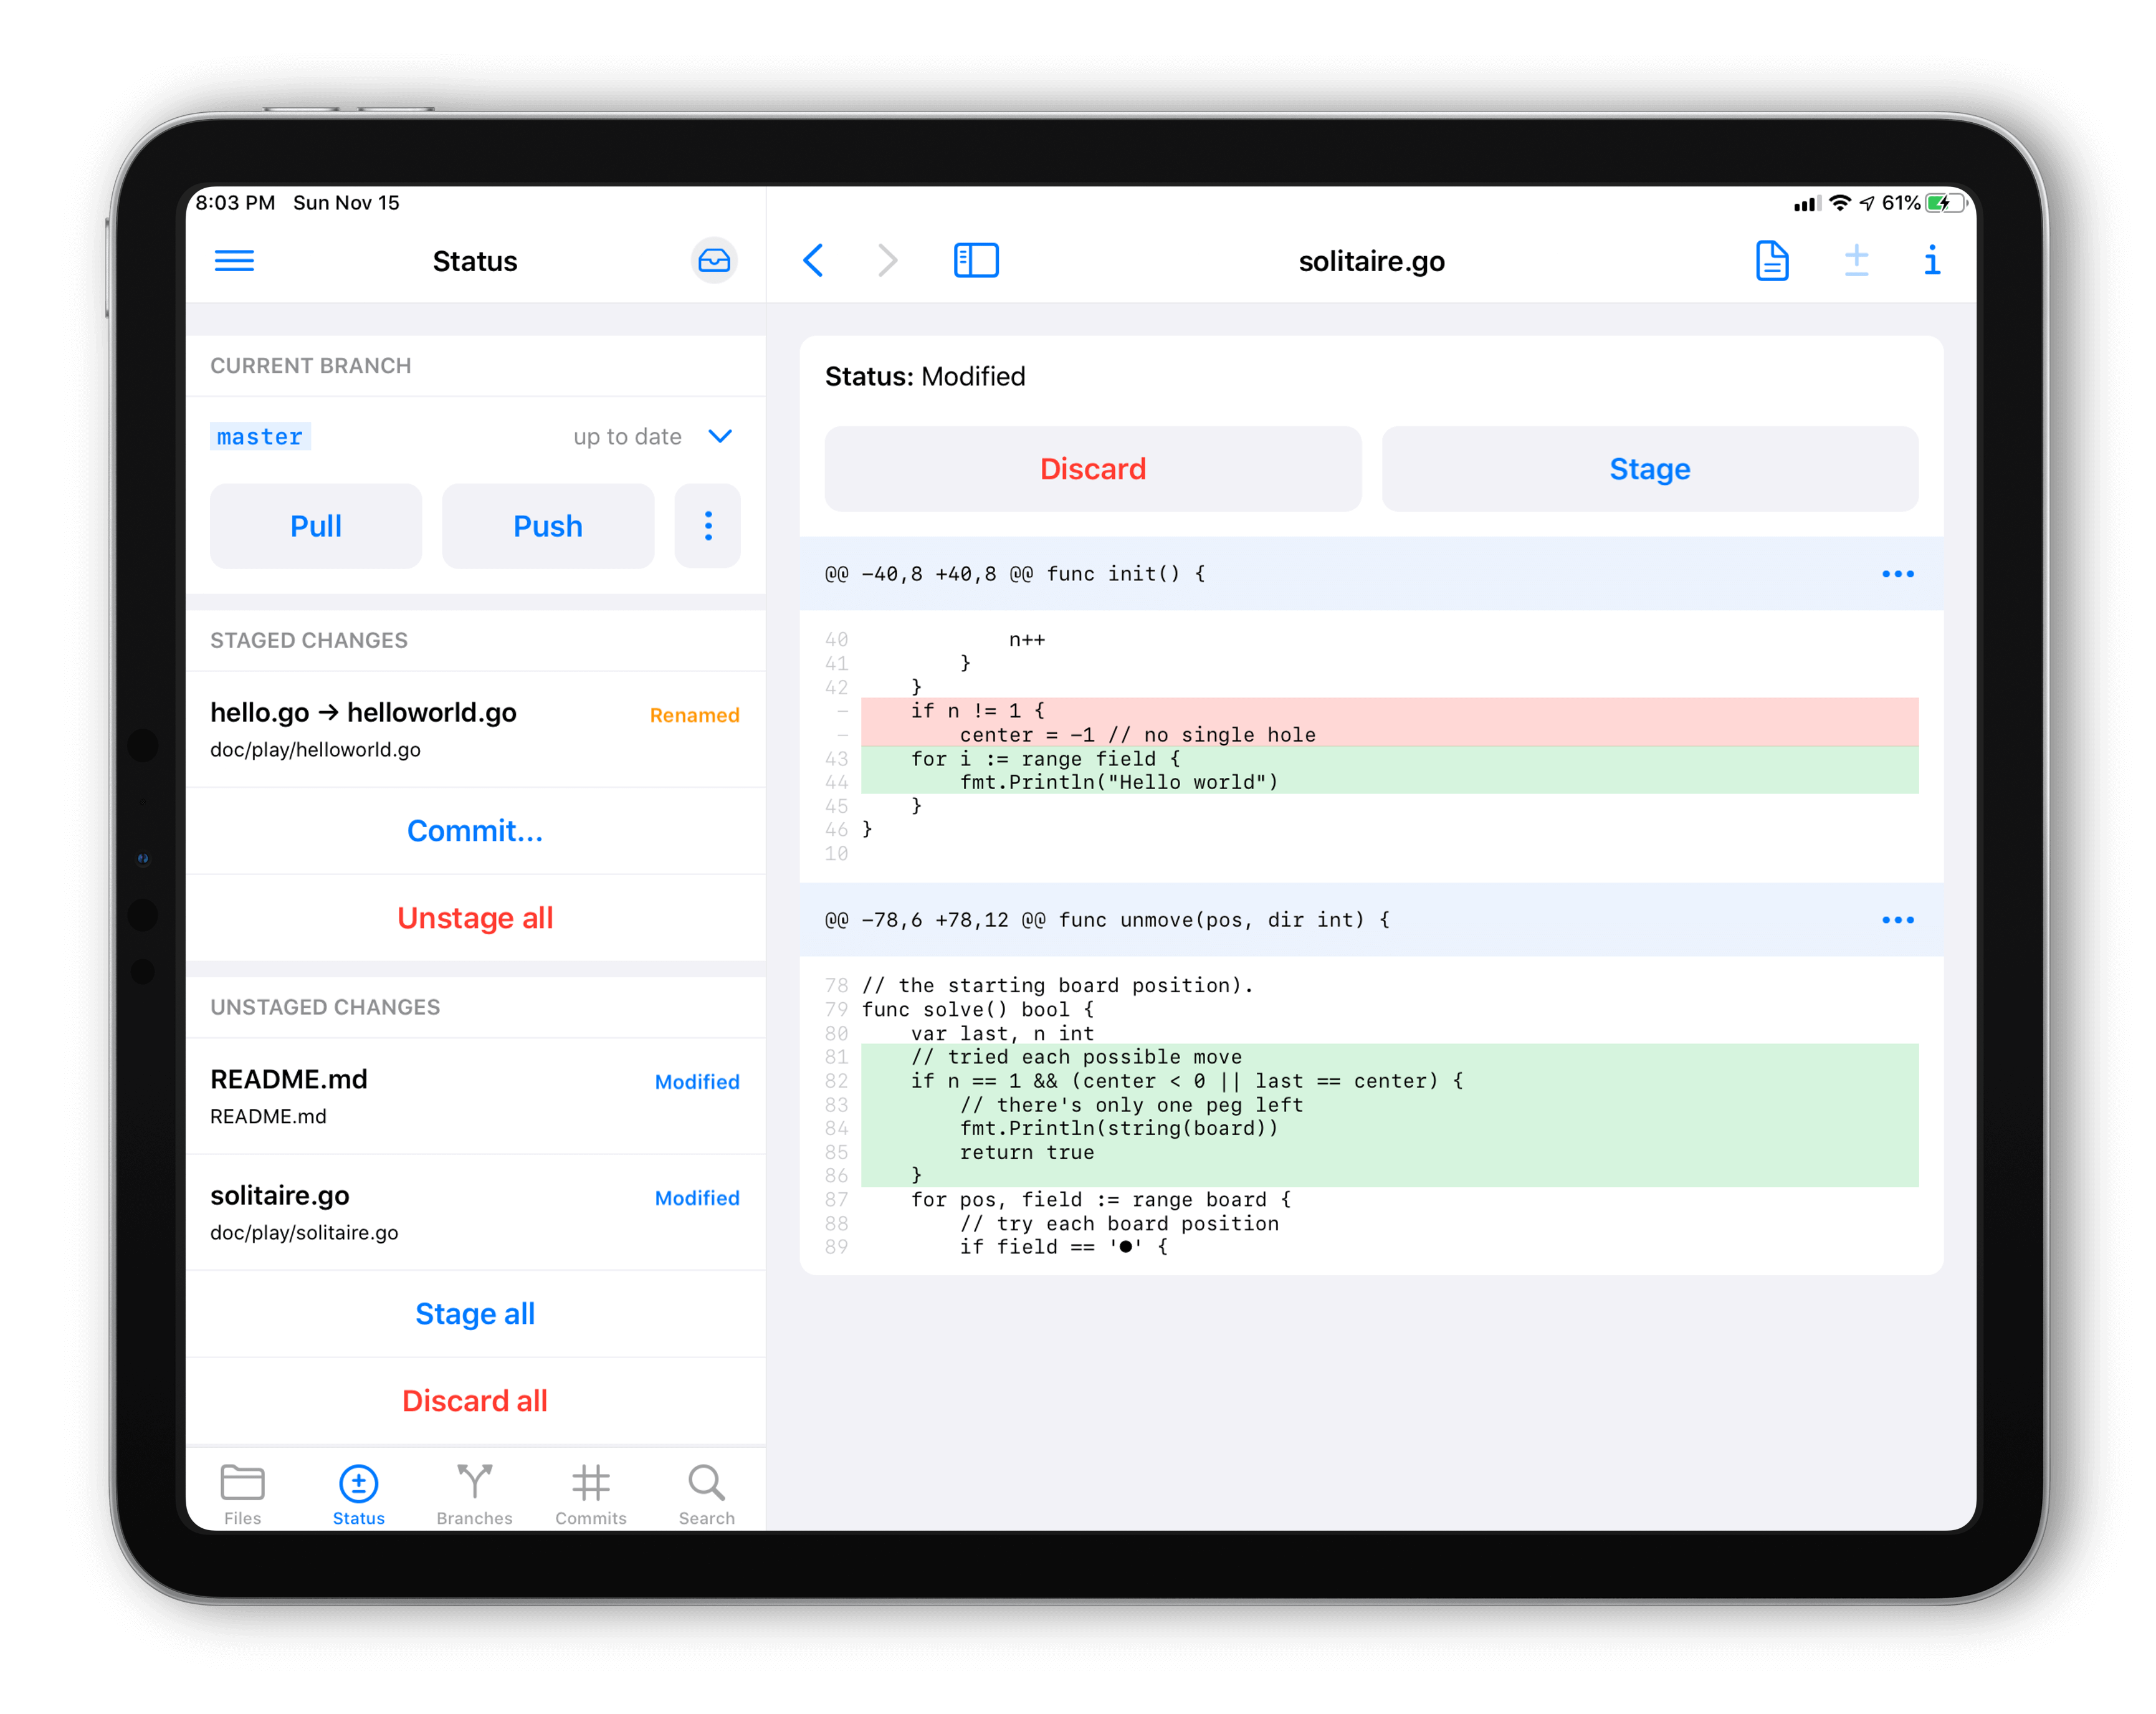 8:03 PM Sun Nov 15
61%
Status
CURRENT BRANCH
master up to date
Pull Push
STAGED CHANGES
hello.go → helloworld.go Renamed
doc/play/helloworld.go
Commit...
Unstage all
UNSTAGED CHANGES
README.md Modified
README.md
solitaire.go Modified
doc/play/solitaire.go
Stage all
Discard all
Files Status Branches Commits Search
solitaire.go
Status: Modified
Discard Stage
@@ -40,8 +40,8 @@ func init() {
40             n++
41         }
42     }
–     if n != 1 {
–         center = -1 // no single hole
43     for i := range field {
44         fmt.Println("Hello world")
45     }
46 }
10
@@ -78,6 +78,12 @@ func unmove(pos, dir int) {
78 // the starting board position).
79 func solve() bool {
80     var last, n int
81     // tried each possible move
82     if n == 1 && (center < 0 || last == center) {
83         // there's only one peg left
84         fmt.Println(string(board))
85         return true
86     }
87     for pos, field := range board {
88         // try each board position
89         if field == '●' {